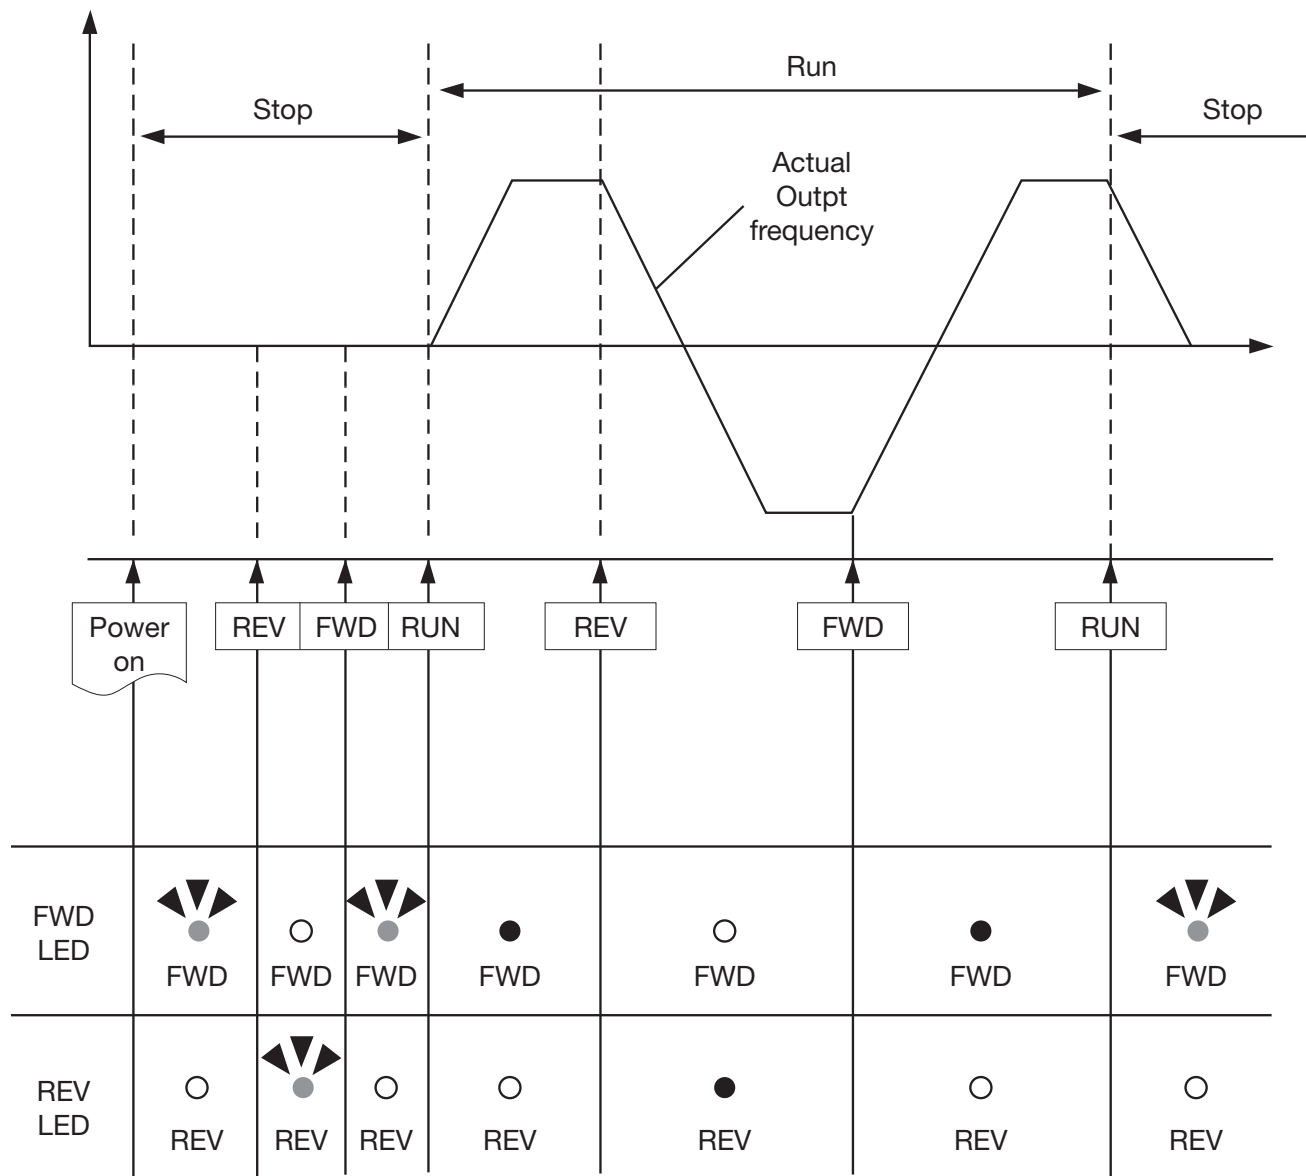 Run
Stop
Stop
Actual
Outpt
frequency
Power
on
REV
FWD
RUN
REV
FWD
RUN
FWD
LED
FWD
FWD
FWD
FWD
FWD
FWD
FWD
REV
LED
REV
REV
REV
REV
REV
REV
REV